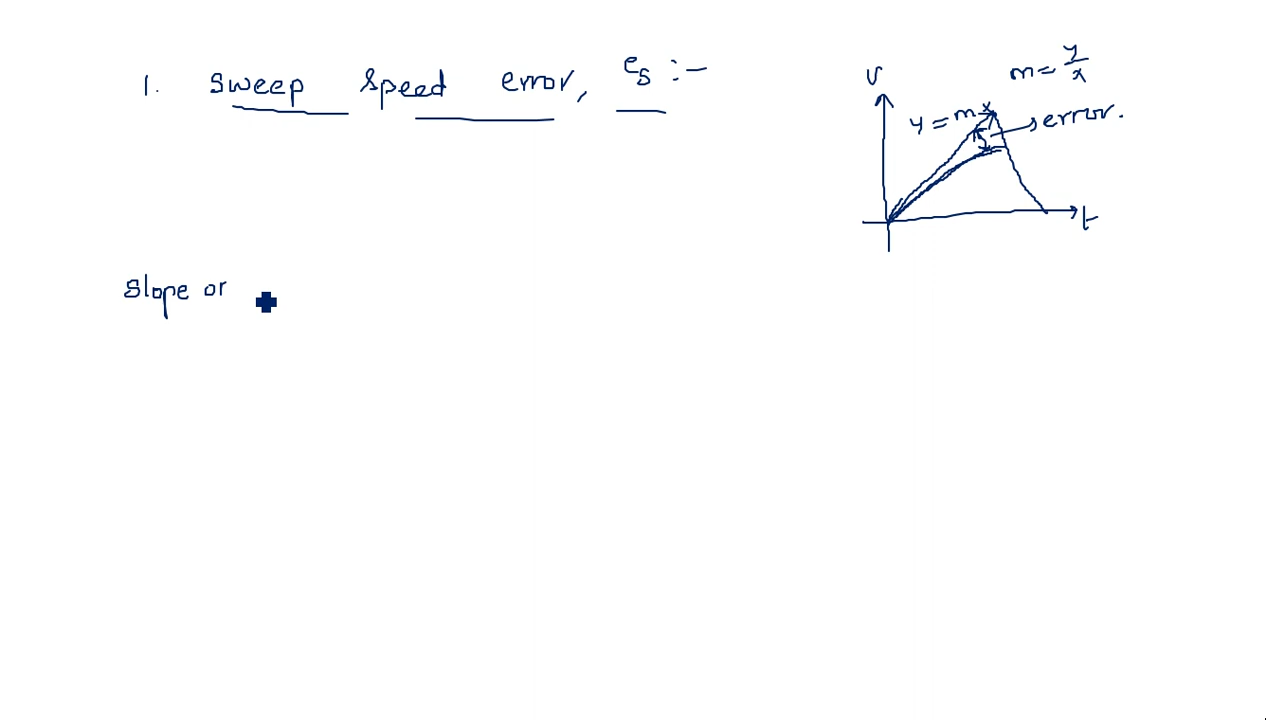 1. Sweep speed error, es :-
V
m = y/x
y = mx
error.
t
Slope or